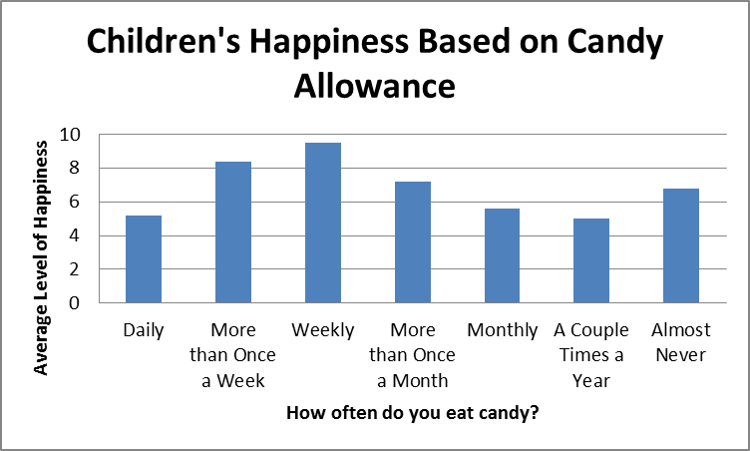 Children's Happiness Based on Candy
Allowance
Average Level of Happiness
10
8
6
4
2
0
Daily
More
than Once
a Week
Weekly
More
than Once
a Month
Monthly
A Couple
Times a
Year
Almost
Never
How often do you eat candy?